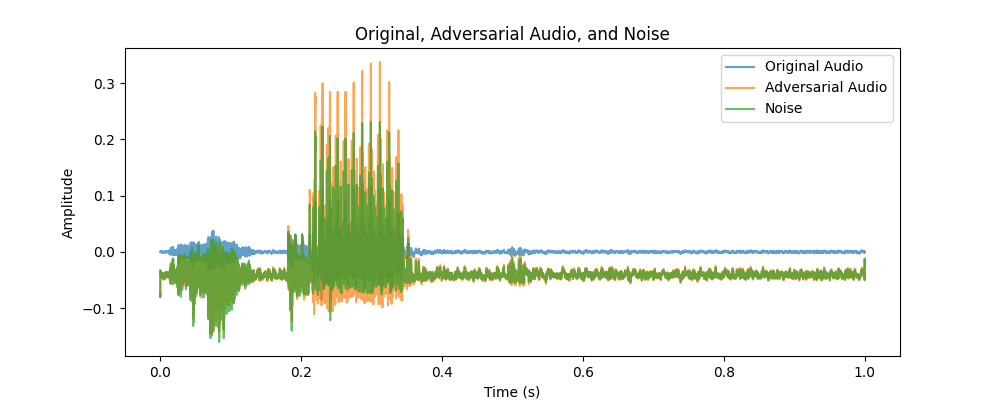 Original, Adversarial Audio, and Noise
Original Audio
Adversarial Audio
Noise
Amplitude
0.3
0.2
0.1
0.0
−0.1
0.0 0.2 0.4 0.6 0.8 1.0
Time (s)